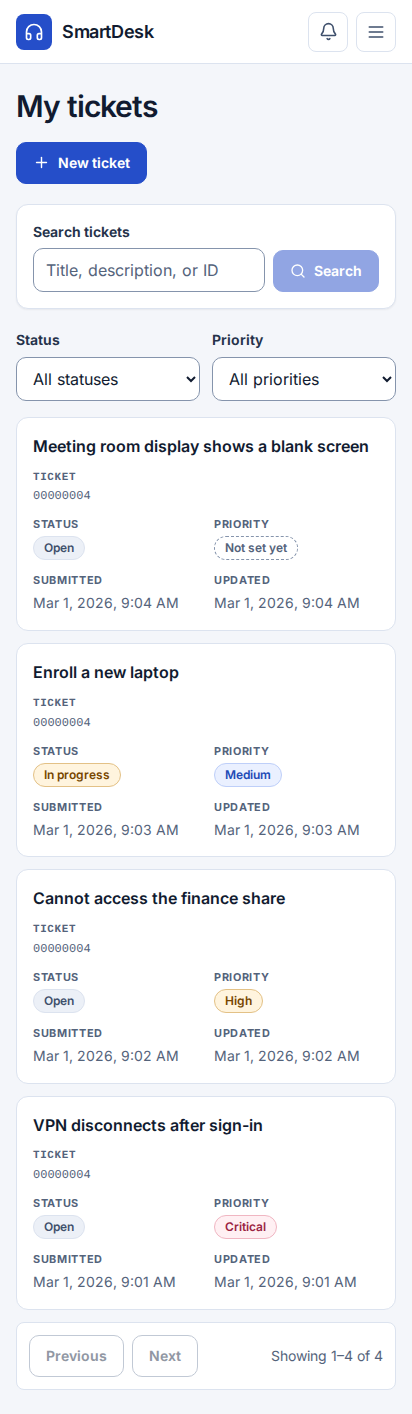 SmartDesk
My tickets
New ticket
Search tickets
Title, description, or ID
Search
Status
Priority
All statuses
All priorities
Meeting room display shows a blank screen
TICKET
00000004
STATUS
PRIORITY
Open
Not set yet
SUBMITTED
UPDATED
Mar 1, 2026, 9:04 AM
Mar 1, 2026, 9:04 AM
Enroll a new laptop
TICKET
00000004
STATUS
PRIORITY
In progress
Medium
SUBMITTED
UPDATED
Mar 1, 2026, 9:03 AM
Mar 1, 2026, 9:03 AM
Cannot access the finance share
TICKET
00000004
STATUS
PRIORITY
Open
High
SUBMITTED
UPDATED
Mar 1, 2026, 9:02 AM
Mar 1, 2026, 9:02 AM
VPN disconnects after sign-in
TICKET
00000004
STATUS
PRIORITY
Open
Critical
SUBMITTED
UPDATED
Mar 1, 2026, 9:01 AM
Mar 1, 2026, 9:01 AM
Previous
Next
Showing 1–4 of 4